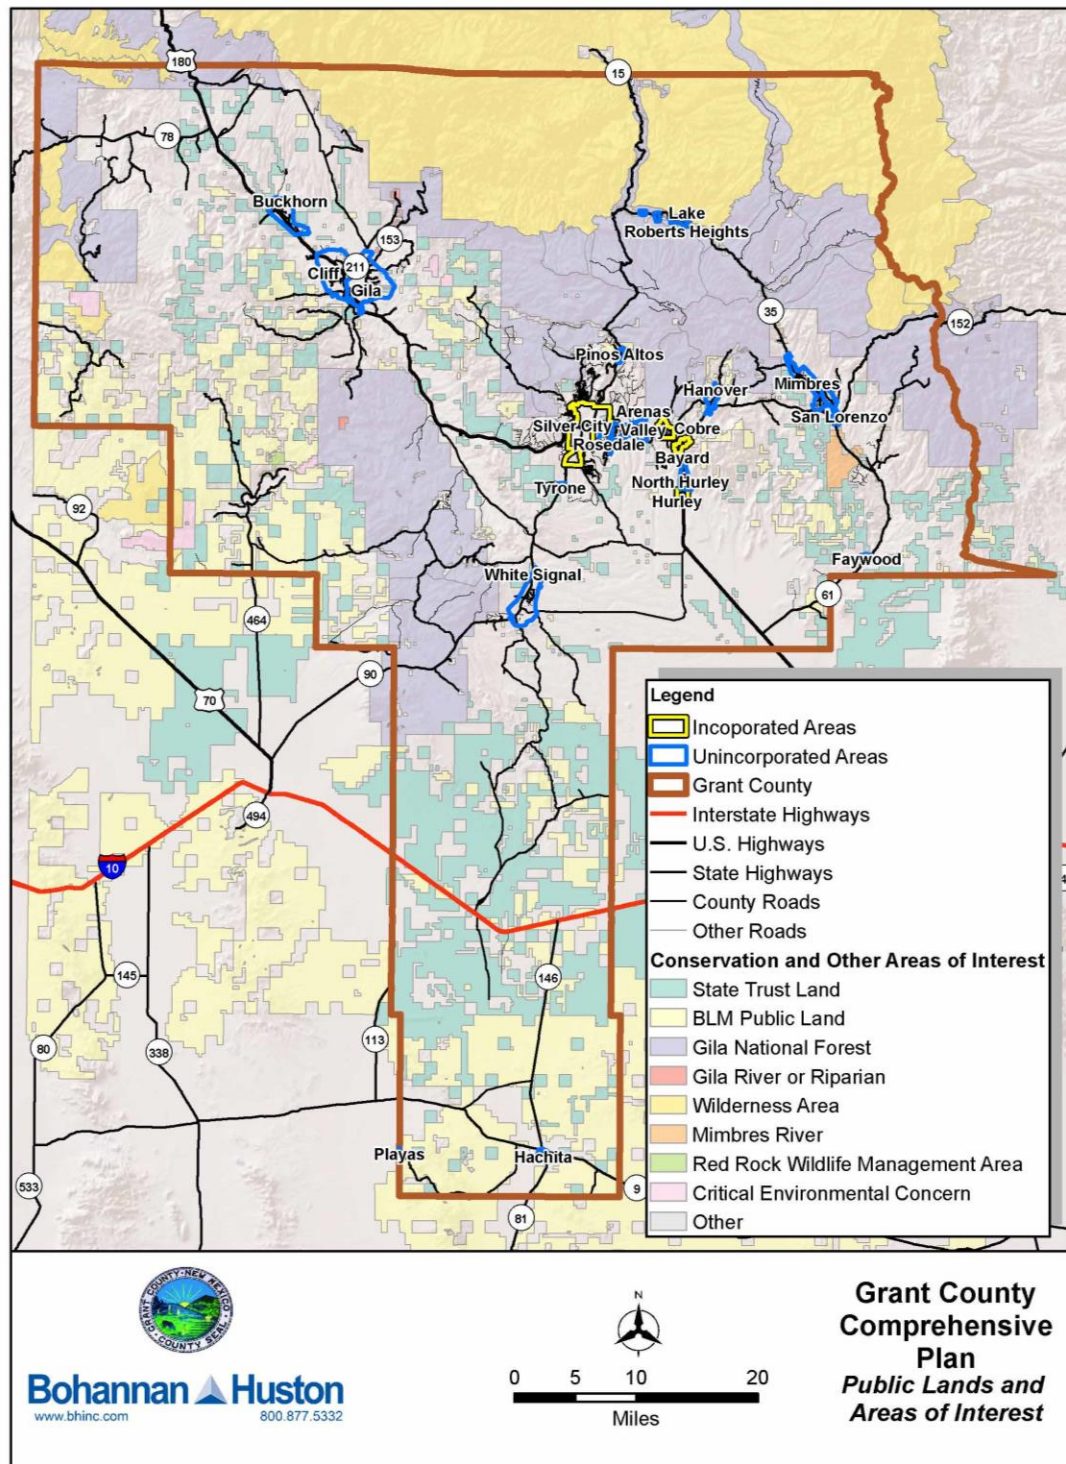 180
15
78
Buckhorn
Lake
Roberts Heights
153
211
Cliff
Gila
35
152
Pinos Altos
Hanover
Mimbres
San Lorenzo
Arenas
Silver City
Valley
Cobre
Rosedale
Bayard
Tyrone
North Hurley
Hurley
92
Faywood
White Signal
61
464
90
70
494
10
145
146
80
338
113
Playas
Hachita
533
9
81
Legend
Incoporated Areas
Unincorporated Areas
Grant County
Interstate Highways
U.S. Highways
State Highways
County Roads
Other Roads
Conservation and Other Areas of Interest
State Trust Land
BLM Public Land
Gila National Forest
Gila River or Riparian
Wilderness Area
Mimbres River
Red Rock Wildlife Management Area
Critical Environmental Concern
Other
GRANT COUNTY-NEW MEXICO
COUNTY SEAL
Bohannan Huston
www.bhinc.com 800.877.5332
N
0 5 10 20
Miles
Grant County
Comprehensive
Plan
Public Lands and
Areas of Interest